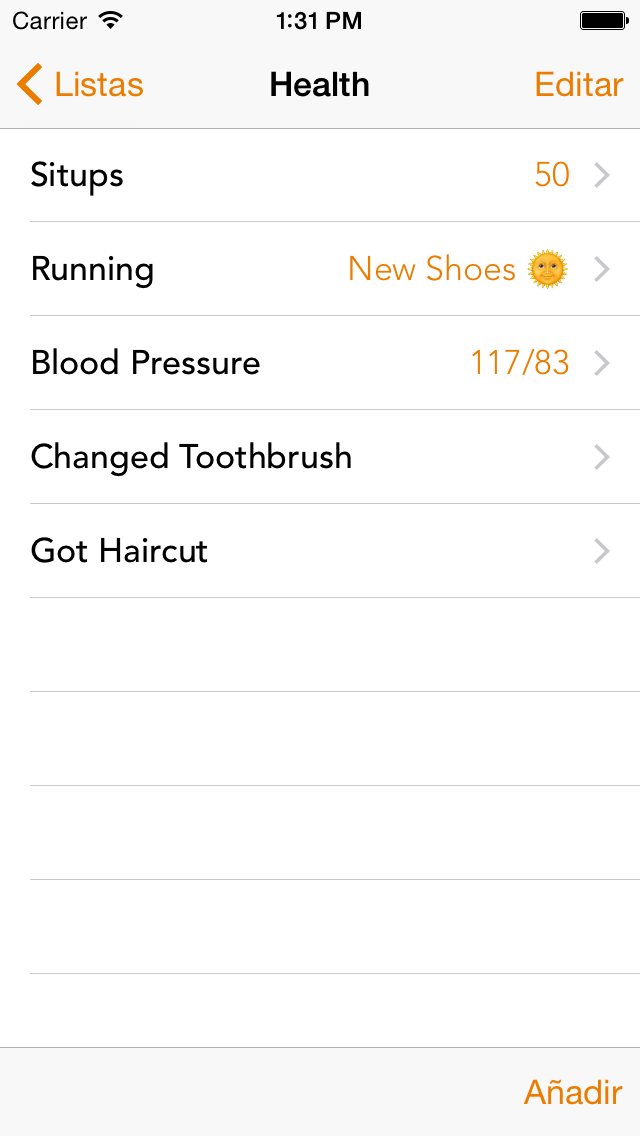 Carrier 1:31 PM
Listas Health Editar
Situps 50
Running New Shoes 🌞
Blood Pressure 117/83
Changed Toothbrush
Got Haircut
Añadir